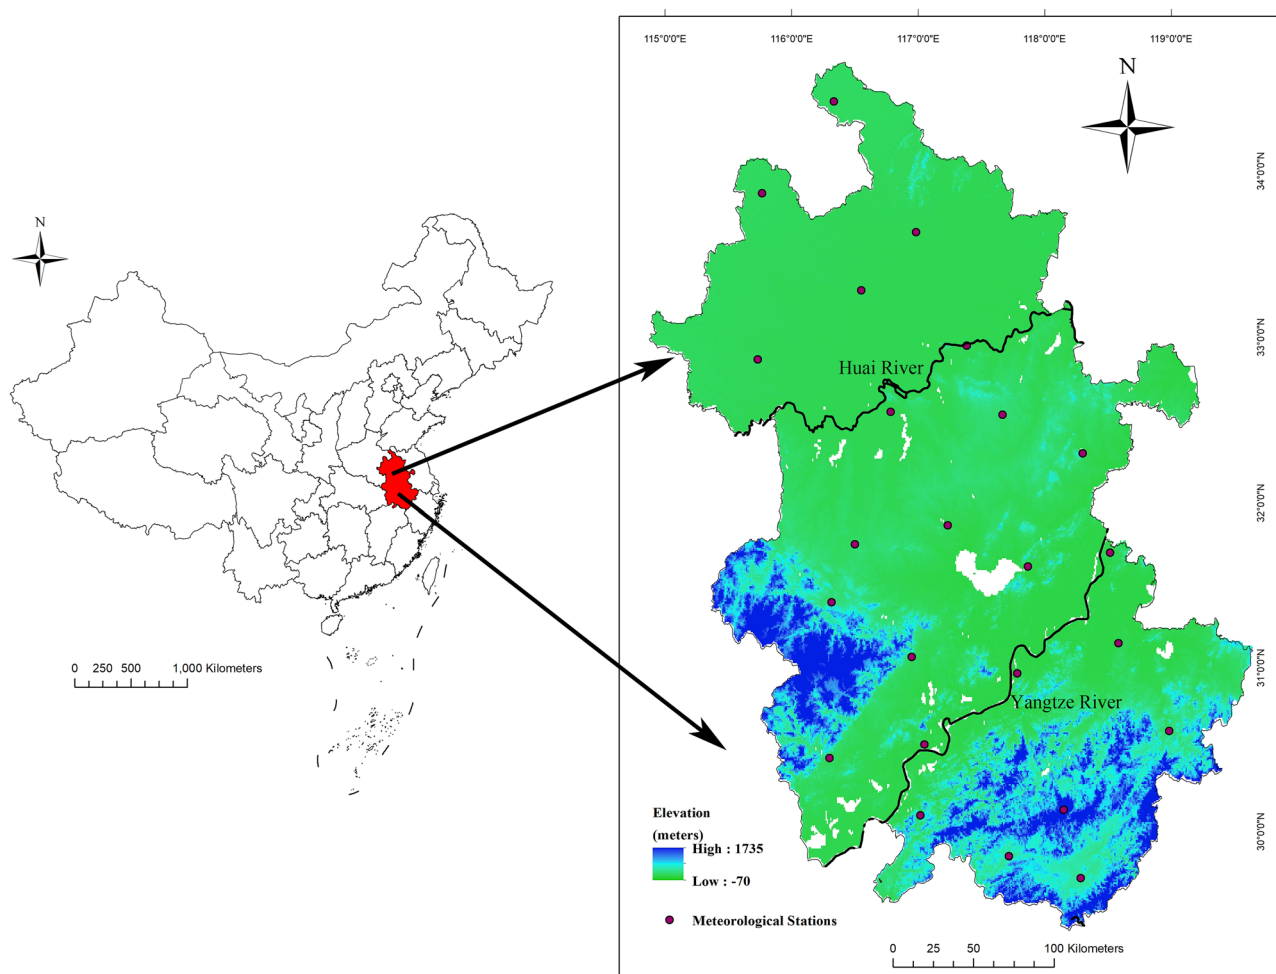 115°0'0"E
116°0'0"E
117°0'0"E
118°0'0"E
119°0'0"E
N
34°0'0"N
N
33°0'0"N
Huai River
32°0'0"N
31°0'0"N
0 250 500 1,000 Kilometers
Yangtze River
Elevation
(meters)
High : 1735
Low : -70
30°0'0"N
Meteorological Stations
0 25 50 100 Kilometers